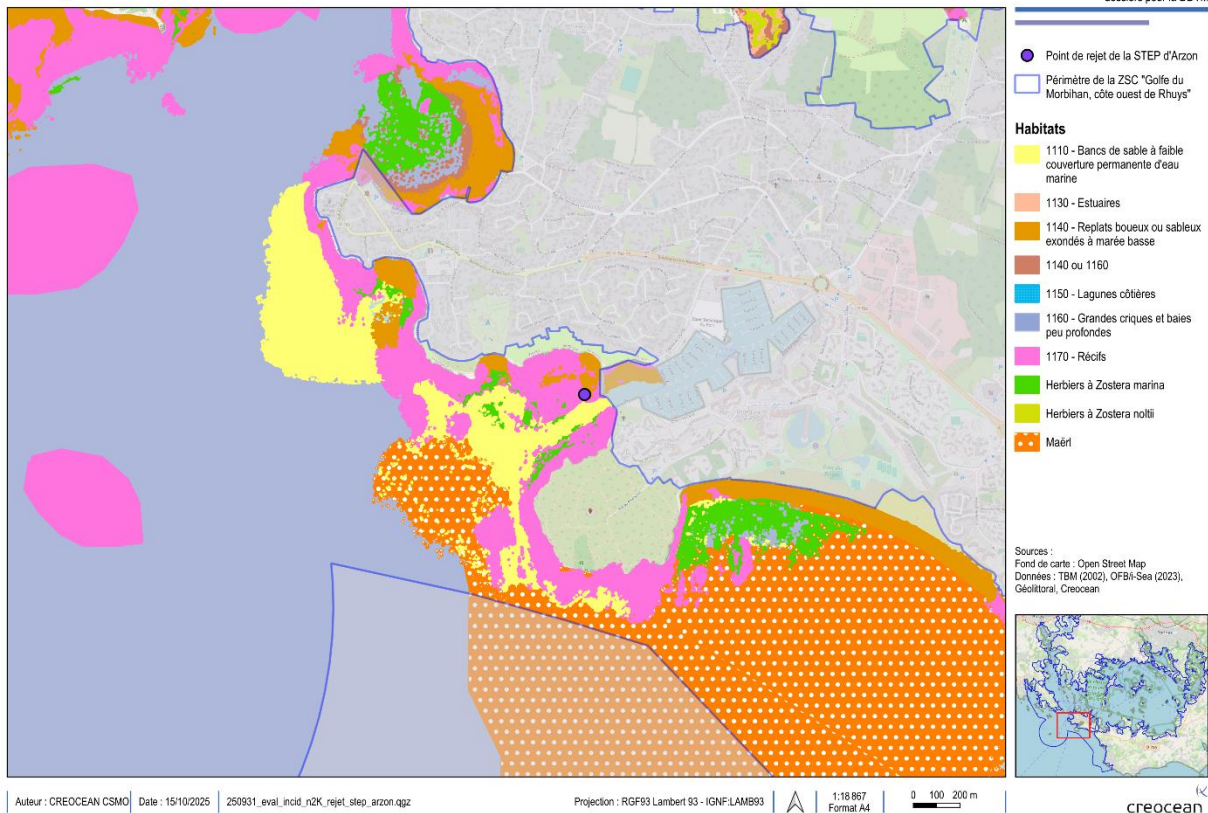 Point de rejet de la STEP d'Arzon
Périmètre de la ZSC "Golfe du
Morbihan, côte ouest de Rhuys"
Habitats
1110 - Bancs de sable à faible
couverture permanente d'eau
marine
1130 - Estuaires
1140 - Replats boueux ou sableux
exondés à marée basse
1140 ou 1160
1150 - Lagunes côtières
1160 - Grandes criques et baies
peu profondes
1170 - Récifs
Herbiers à Zostera marina
Herbiers à Zostera noltii
Maërl
Sources :
Fond de carte : Open Street Map
Données : TBM (2002), OFB/i-Sea (2023),
Géolittoral, Creocean
Auteur : CREOCEAN CSMO
Date : 15/10/2025
250931_eval_incid_n2K_rejet_step_arzon.qgz
Projection : RGF93 Lambert 93 - IGNF:LAMB93
1:18 867
Format A4
0 100 200 m
creocean